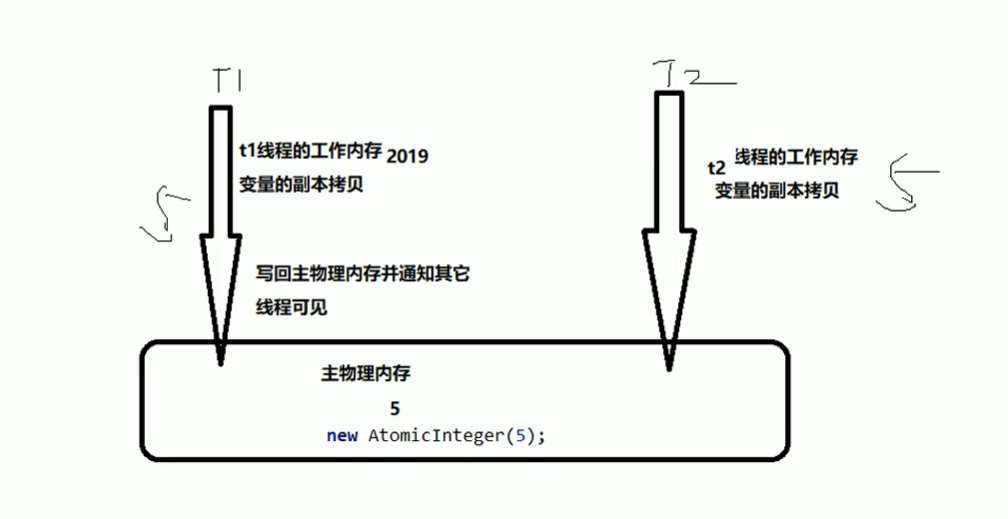 T1
T2
t1线程的工作内存 2019
变量的副本拷贝
5
t2 线程的工作内存
变量的副本拷贝
5
写回主物理内存并通知其它
线程可见
主物理内存
5
new AtomicInteger(5);